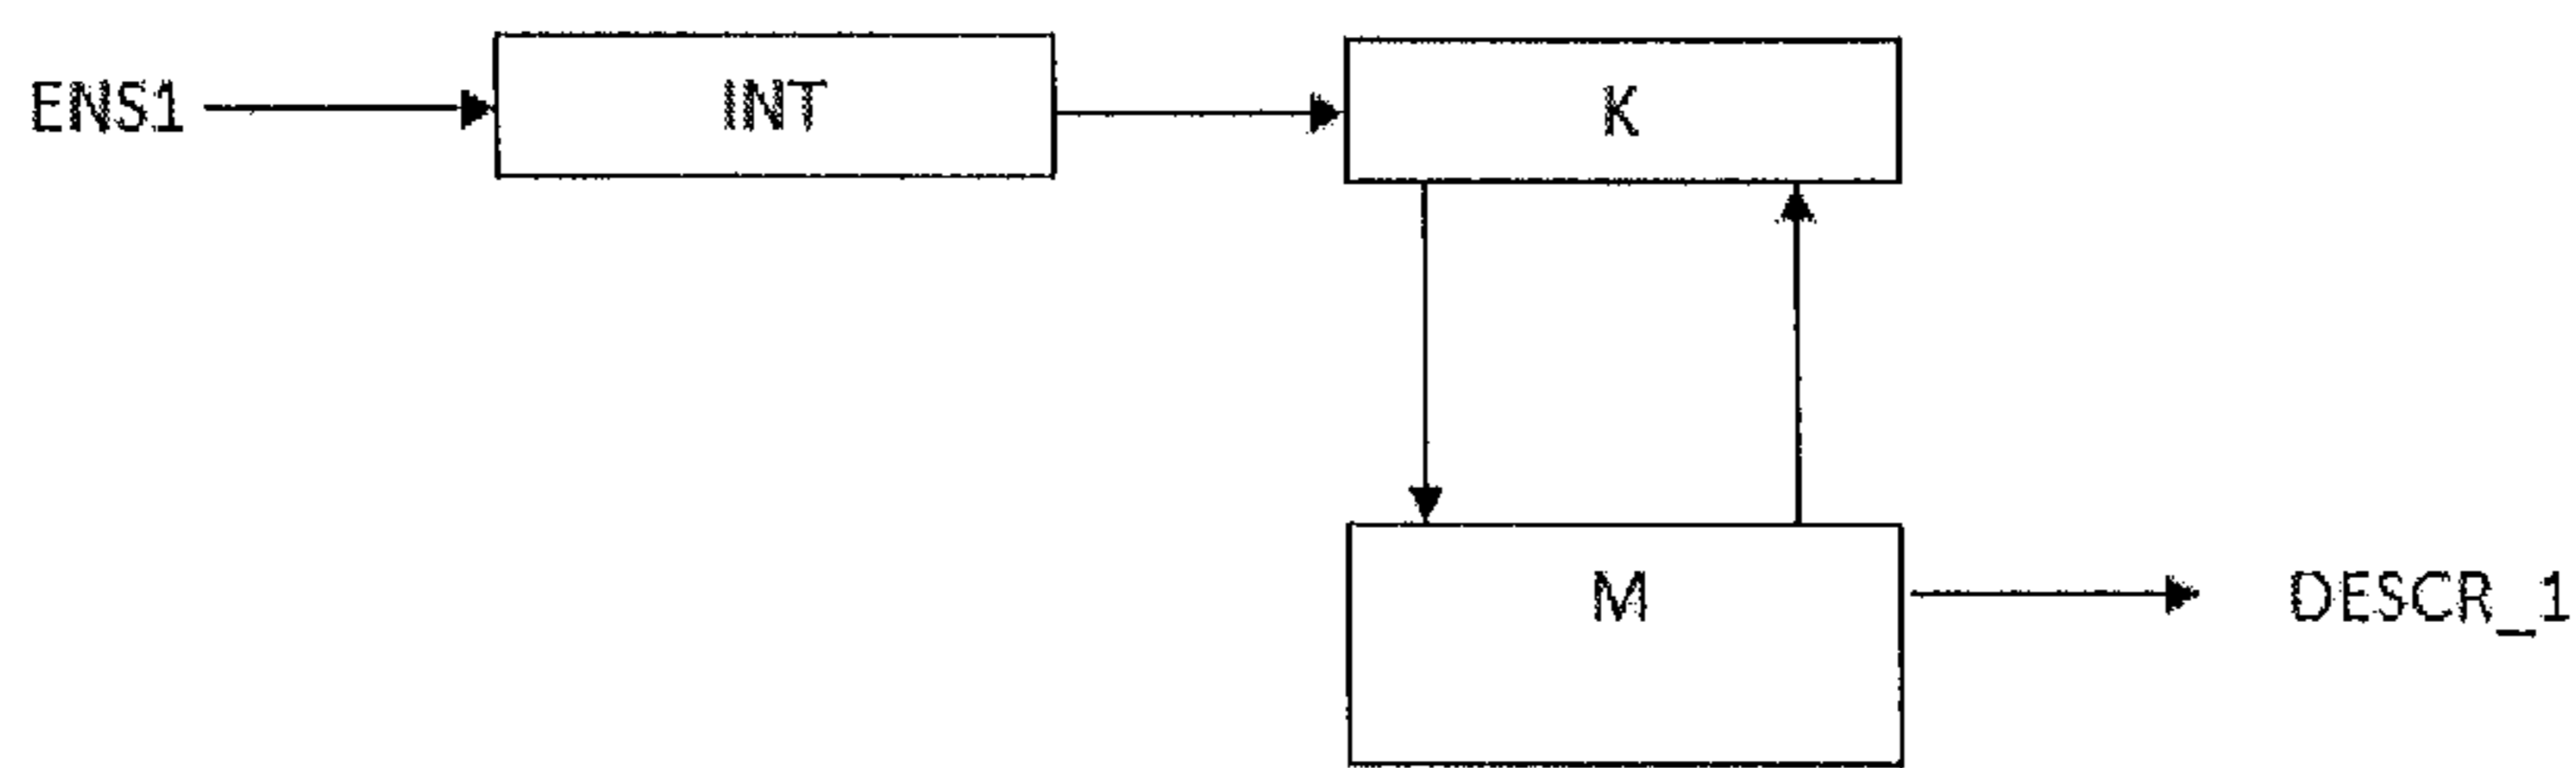 ENS1
INT
K
M
DESCR_1